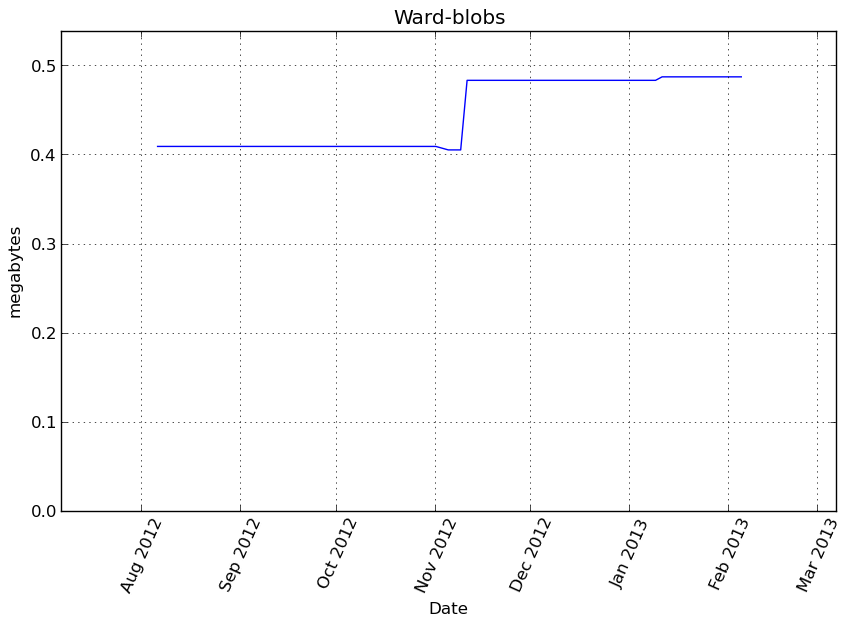 Ward-blobs
0.5
0.4
0.3
0.2
0.1
0.0
megabytes
Aug 2012
Sep 2012
Oct 2012
Nov 2012
Dec 2012
Jan 2013
Feb 2013
Mar 2013
Date